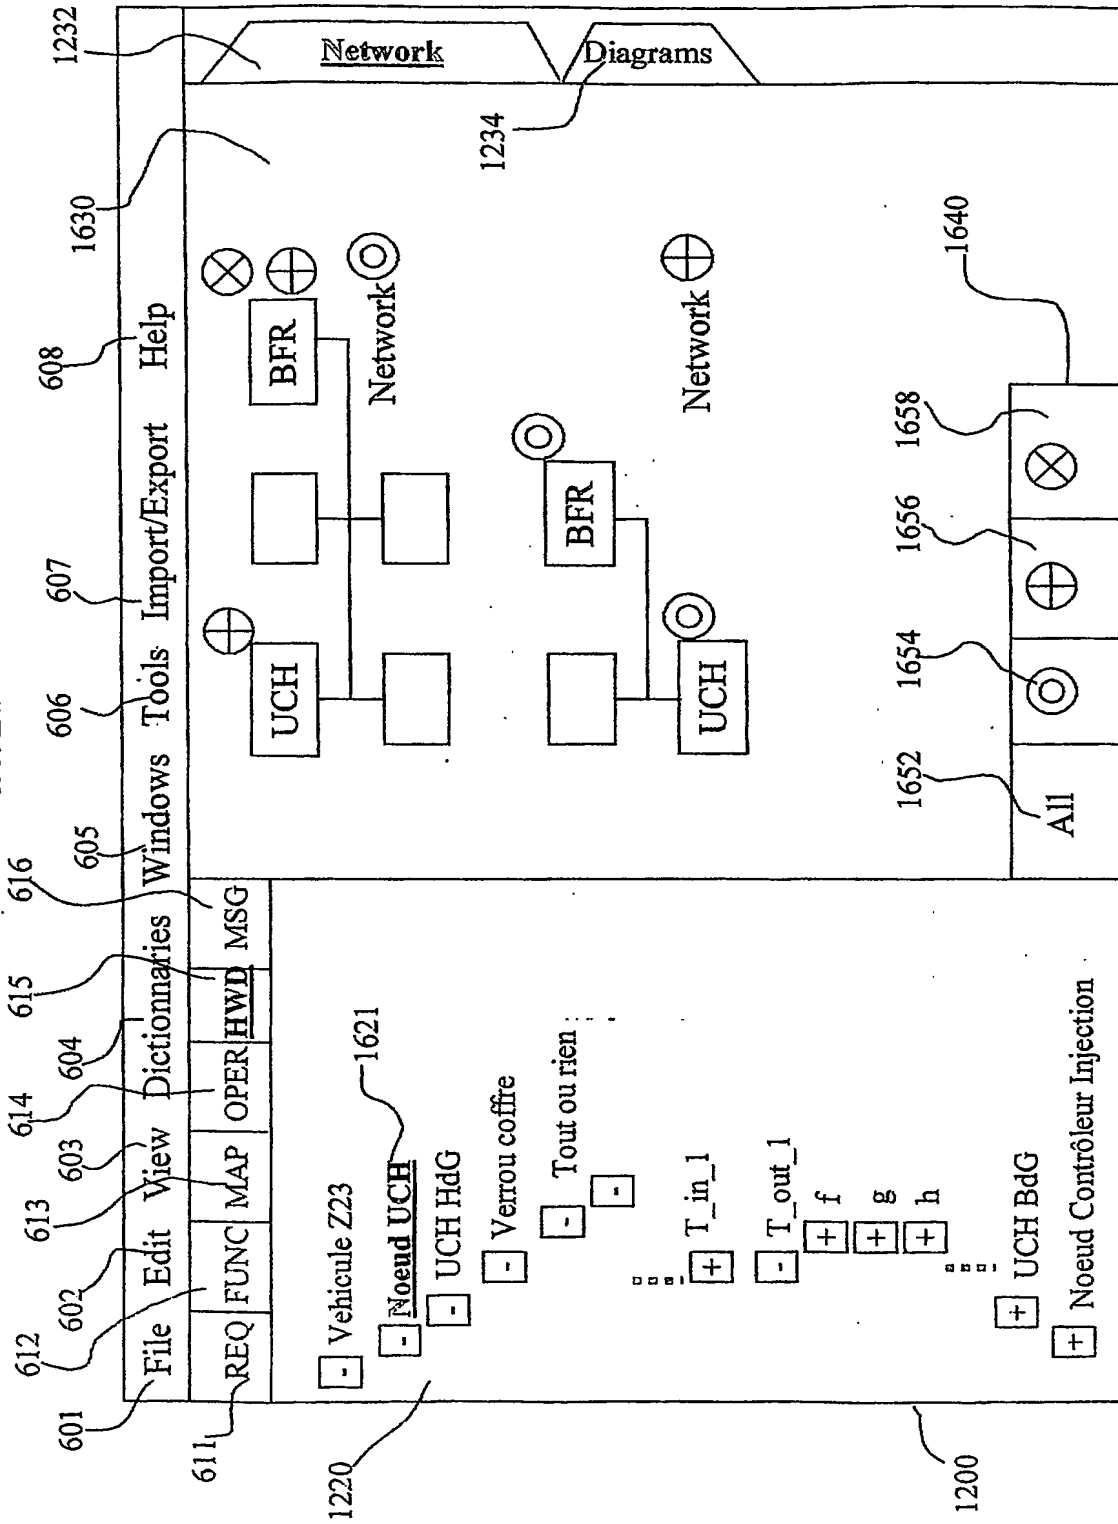 616
608
604 615 607
614
603 606 1232
602 613 605 1630
601 612
File Edit View Dictionnaries Windows Tools Import/Export Help
611 REQ FUNC MAP OPER HWD MSG
1220
- Vehicule Z23
- Noeud UCH 1621
- UCH HdG
- Verrou coffre
- Tout ou rien
-
+ T_in_1
- T_out_1
+ f
+ g
+ h
+ UCH BdG
+ Noeud Contrôleur Injection
1200
UCH BFR
Network
BFR
UCH
Network
Network
Diagrams
1234
1652 1654 1656 1658 1640
All